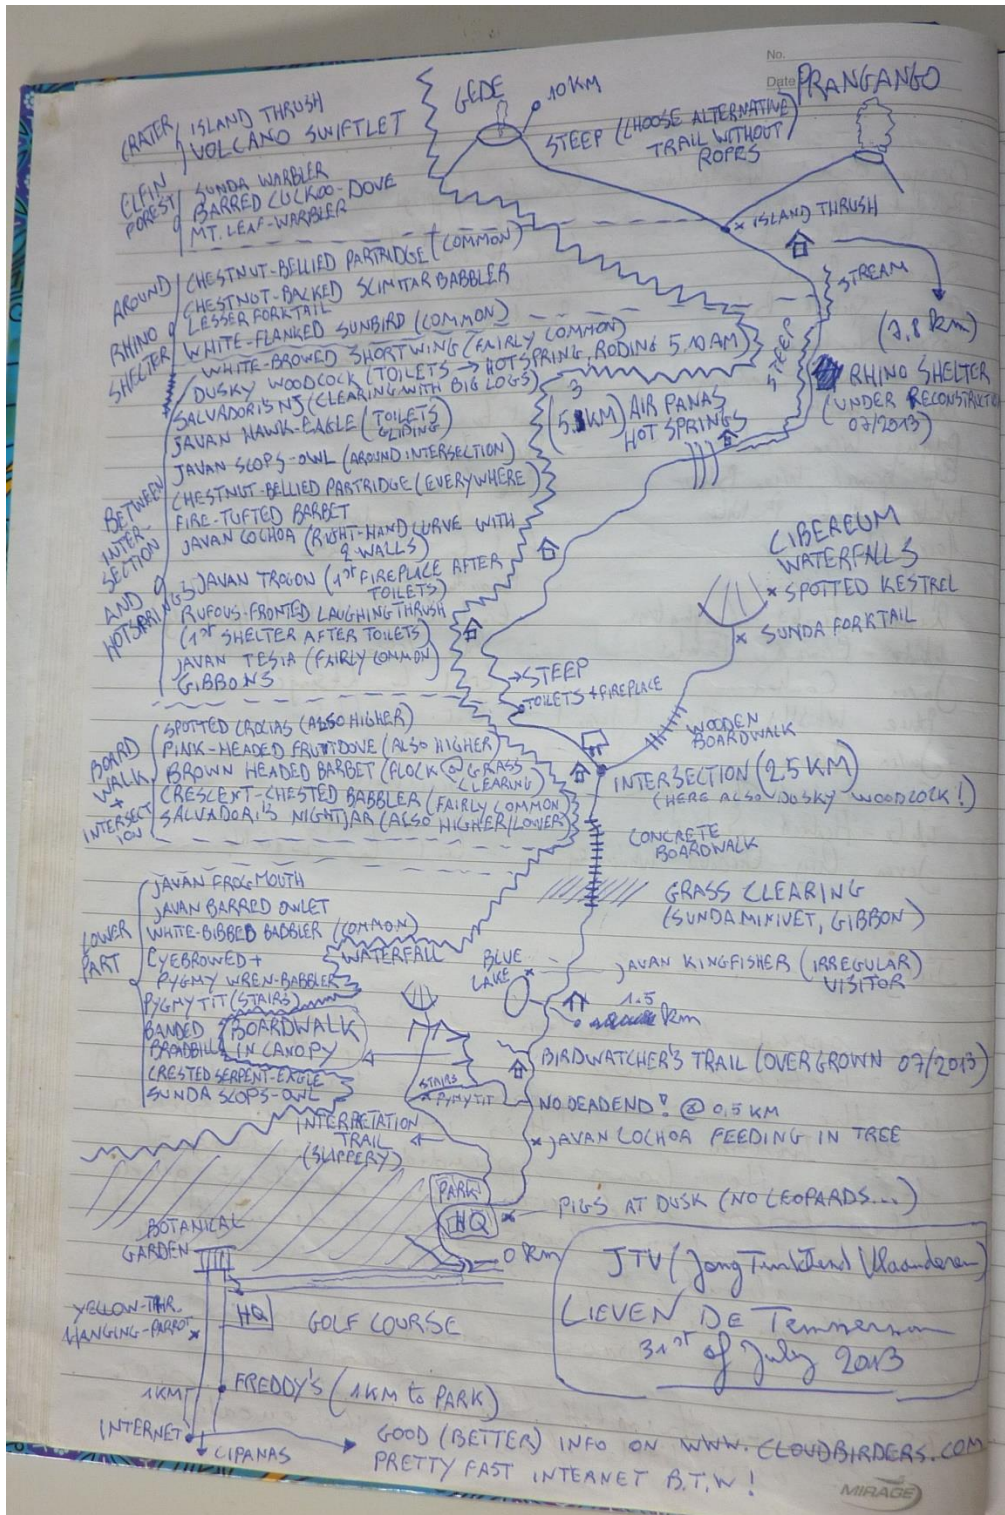 No.
Date
GEDE
10 KM
PRANGANGO
STEEP (CHOOSE ALTERNATIVE)
TRAIL WITHOUT
ROPES
CRATER
ISLAND THRUSH
VOLCANO SWIFTLET
ELFIN
FOREST
SUNDA WARBLER
BARRED CUCKOO-DOVE
MT. LEAF-WARBLER
ISLAND THRUSH
STREAM
AROUND
RHINO
SHELTER
CHESTNUT-BELLIED PARTRIDGE (COMMON)
CHESTNUT-BACKED SCIMITAR BABBLER
LESSER FORKTAIL
WHITE-FLANKED SUNBIRD (COMMON)
WHITE-BROWED SHORTWING (FAIRLY COMMON)
STEEP
(7,8 km)
RHINO SHELTER
(UNDER RECONSTRUCTI
07/2013)
BETWEEN
INTER-
SECTION
AND
HOTSPRINGS
DUSKY WOODCOCK (TOILETS → HOTSPRING, RODING 5.10 AM)
SALVADORI'S NJ (CLEARING WITH BIG LOGS)
JAVAN HAWK-EAGLE (TOILETS
GLIDING)
JAVAN SCOPS-OWL (AROUND INTERSECTION)
CHESTNUT-BELLIED PARTRIDGE (EVERYWHERE)
FIRE-TUFTED BARBET
JAVAN COCHOA (RIGHT-HAND CURVE WITH
2 WALLS)
JAVAN TROGON (1ST FIREPLACE AFTER
TOILETS)
RUFOUS-FRONTED LAUGHINGTHRUSH
(1ST SHELTER AFTER TOILETS)
JAVAN TESIA (FAIRLY COMMON)
GIBBONS
3
(5, KM)
AIR PANAS
HOT SPRINGS
CIBEREUM
WATERFALLS
SPOTTED KESTREL
SUNDA FORKTAIL
→ STEEP
TOILETS + FIREPLACE
WOODEN
BOARDWALK
INTERSECTION (2,5 KM)
(HERE ALSO DUSKY WOODCOCK!)
BOARD
WALK
+
INTERSECT
ION
SPOTTED CROCIAS (ALSO HIGHER)
PINK-HEADED FRUITDOVE (ALSO HIGHER)
BROWN HEADED BARBET (FLOCK @ GRASS
CLEARING)
CRESCENT-CHESTED BABBLER (FAIRLY COMMON)
SALVADORI'S NIGHTJAR (ALSO HIGHER/LOWER)
CONCRETE
BOARDWALK
GRASS CLEARING
(SUNDA MINIVET, GIBBON)
LOWER
PART
JAVAN FROGMOUTH
JAVAN BARRED OWLET
WHITE-BIBBED BABBLER (COMMON)
EYEBROWED +
PYGMY WREN-BABBLER
PYGMY TIT (STAIRS)
BANDED
BROADBILL
(BOARDWALK
IN CANOPY)
CRESTED SERPENT-EAGLE
SUNDA SCOPS-OWL
WATERFALL
BLUE
LAKE
JAVAN KINGFISHER (IRREGULAR)
VISITOR
1.5
km
BIRDWATCHER'S TRAIL (OVERGROWN 07/2013)
STAIRS
PYMYTIT
NO DEADEND! @ 0,5 KM
INTERPRETATION
TRAIL
(SLIPPERY)
JAVAN COCHOA FEEDING IN TREE
PARK
HQ
PIGS AT DUSK (NO LEOPARDS...)
0 km
BOTANICAL
GARDEN
JTV (Jong Tusktend Vlaanderen)
LIEVEN DE Temmerman
31st of July 2013
YELLOW-THR.
HANGING-PARROT
HQ
GOLF COURSE
1KM
FREDDY'S (1KM to PARK)
INTERNET
CIPANAS
GOOD (BETTER) INFO ON WWW.CLOUDBIRDERS.COM
PRETTY FAST INTERNET B.T.W!
MIRAGE